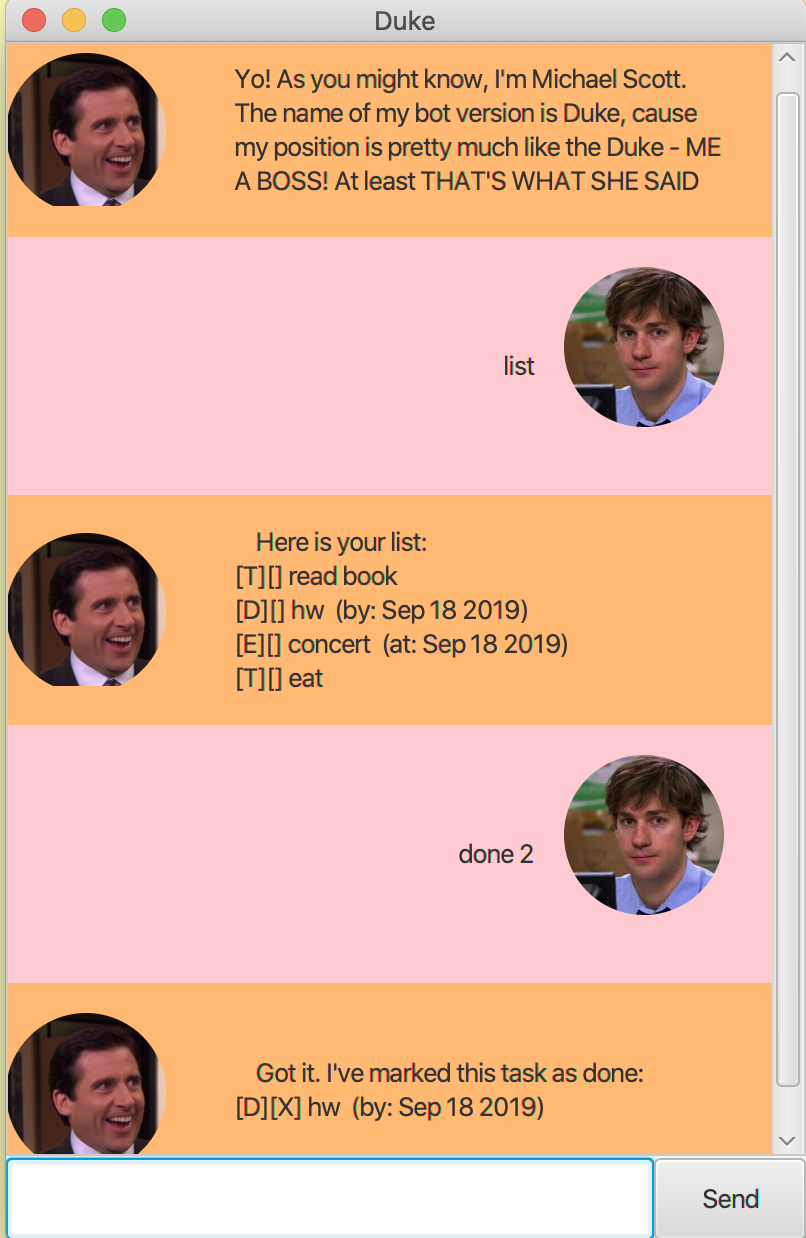 Duke
Yo! As you might know, I'm Michael Scott.
The name of my bot version is Duke, cause
my position is pretty much like the Duke - ME
A BOSS! At least THAT'S WHAT SHE SAID
list
Here is your list:
[T][] read book
[D][] hw  (by: Sep 18 2019)
[E][] concert  (at: Sep 18 2019)
[T][] eat
done 2
Got it. I've marked this task as done:
[D][X] hw  (by: Sep 18 2019)
Send